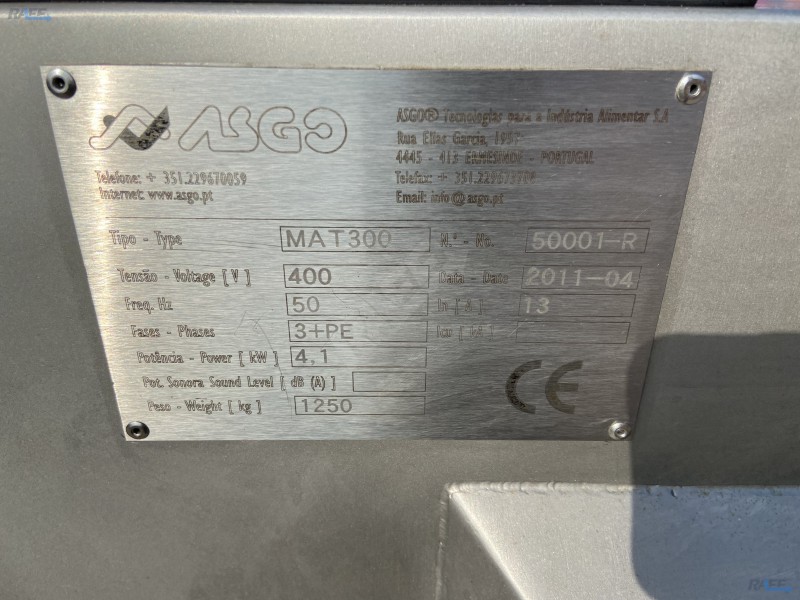 ASGO
ASGO® Tecnologias para a Indústria Alimentar S.A
Rua Elias Garcia,
4445 - 413 ERMESINDE - PORTUGAL
Telefone: + 351.229670059
Telefax: +
Internet: www.asgo.pt
Email: info@asgo.pt
Tipo - Type MAT300 N.º - No. 50001-R
Tensão - Voltage [ V ] 400 Data - Date 2011-04
Freq. Hz 50 In [ A ] 13
Fases - Phases 3+PE Icu [ kA ]
Potência - Power [ kW ] 4,1
Pot. Sonora Sound Level [ dB (A) ]
Peso - Weight [ kg ] 1250
CE